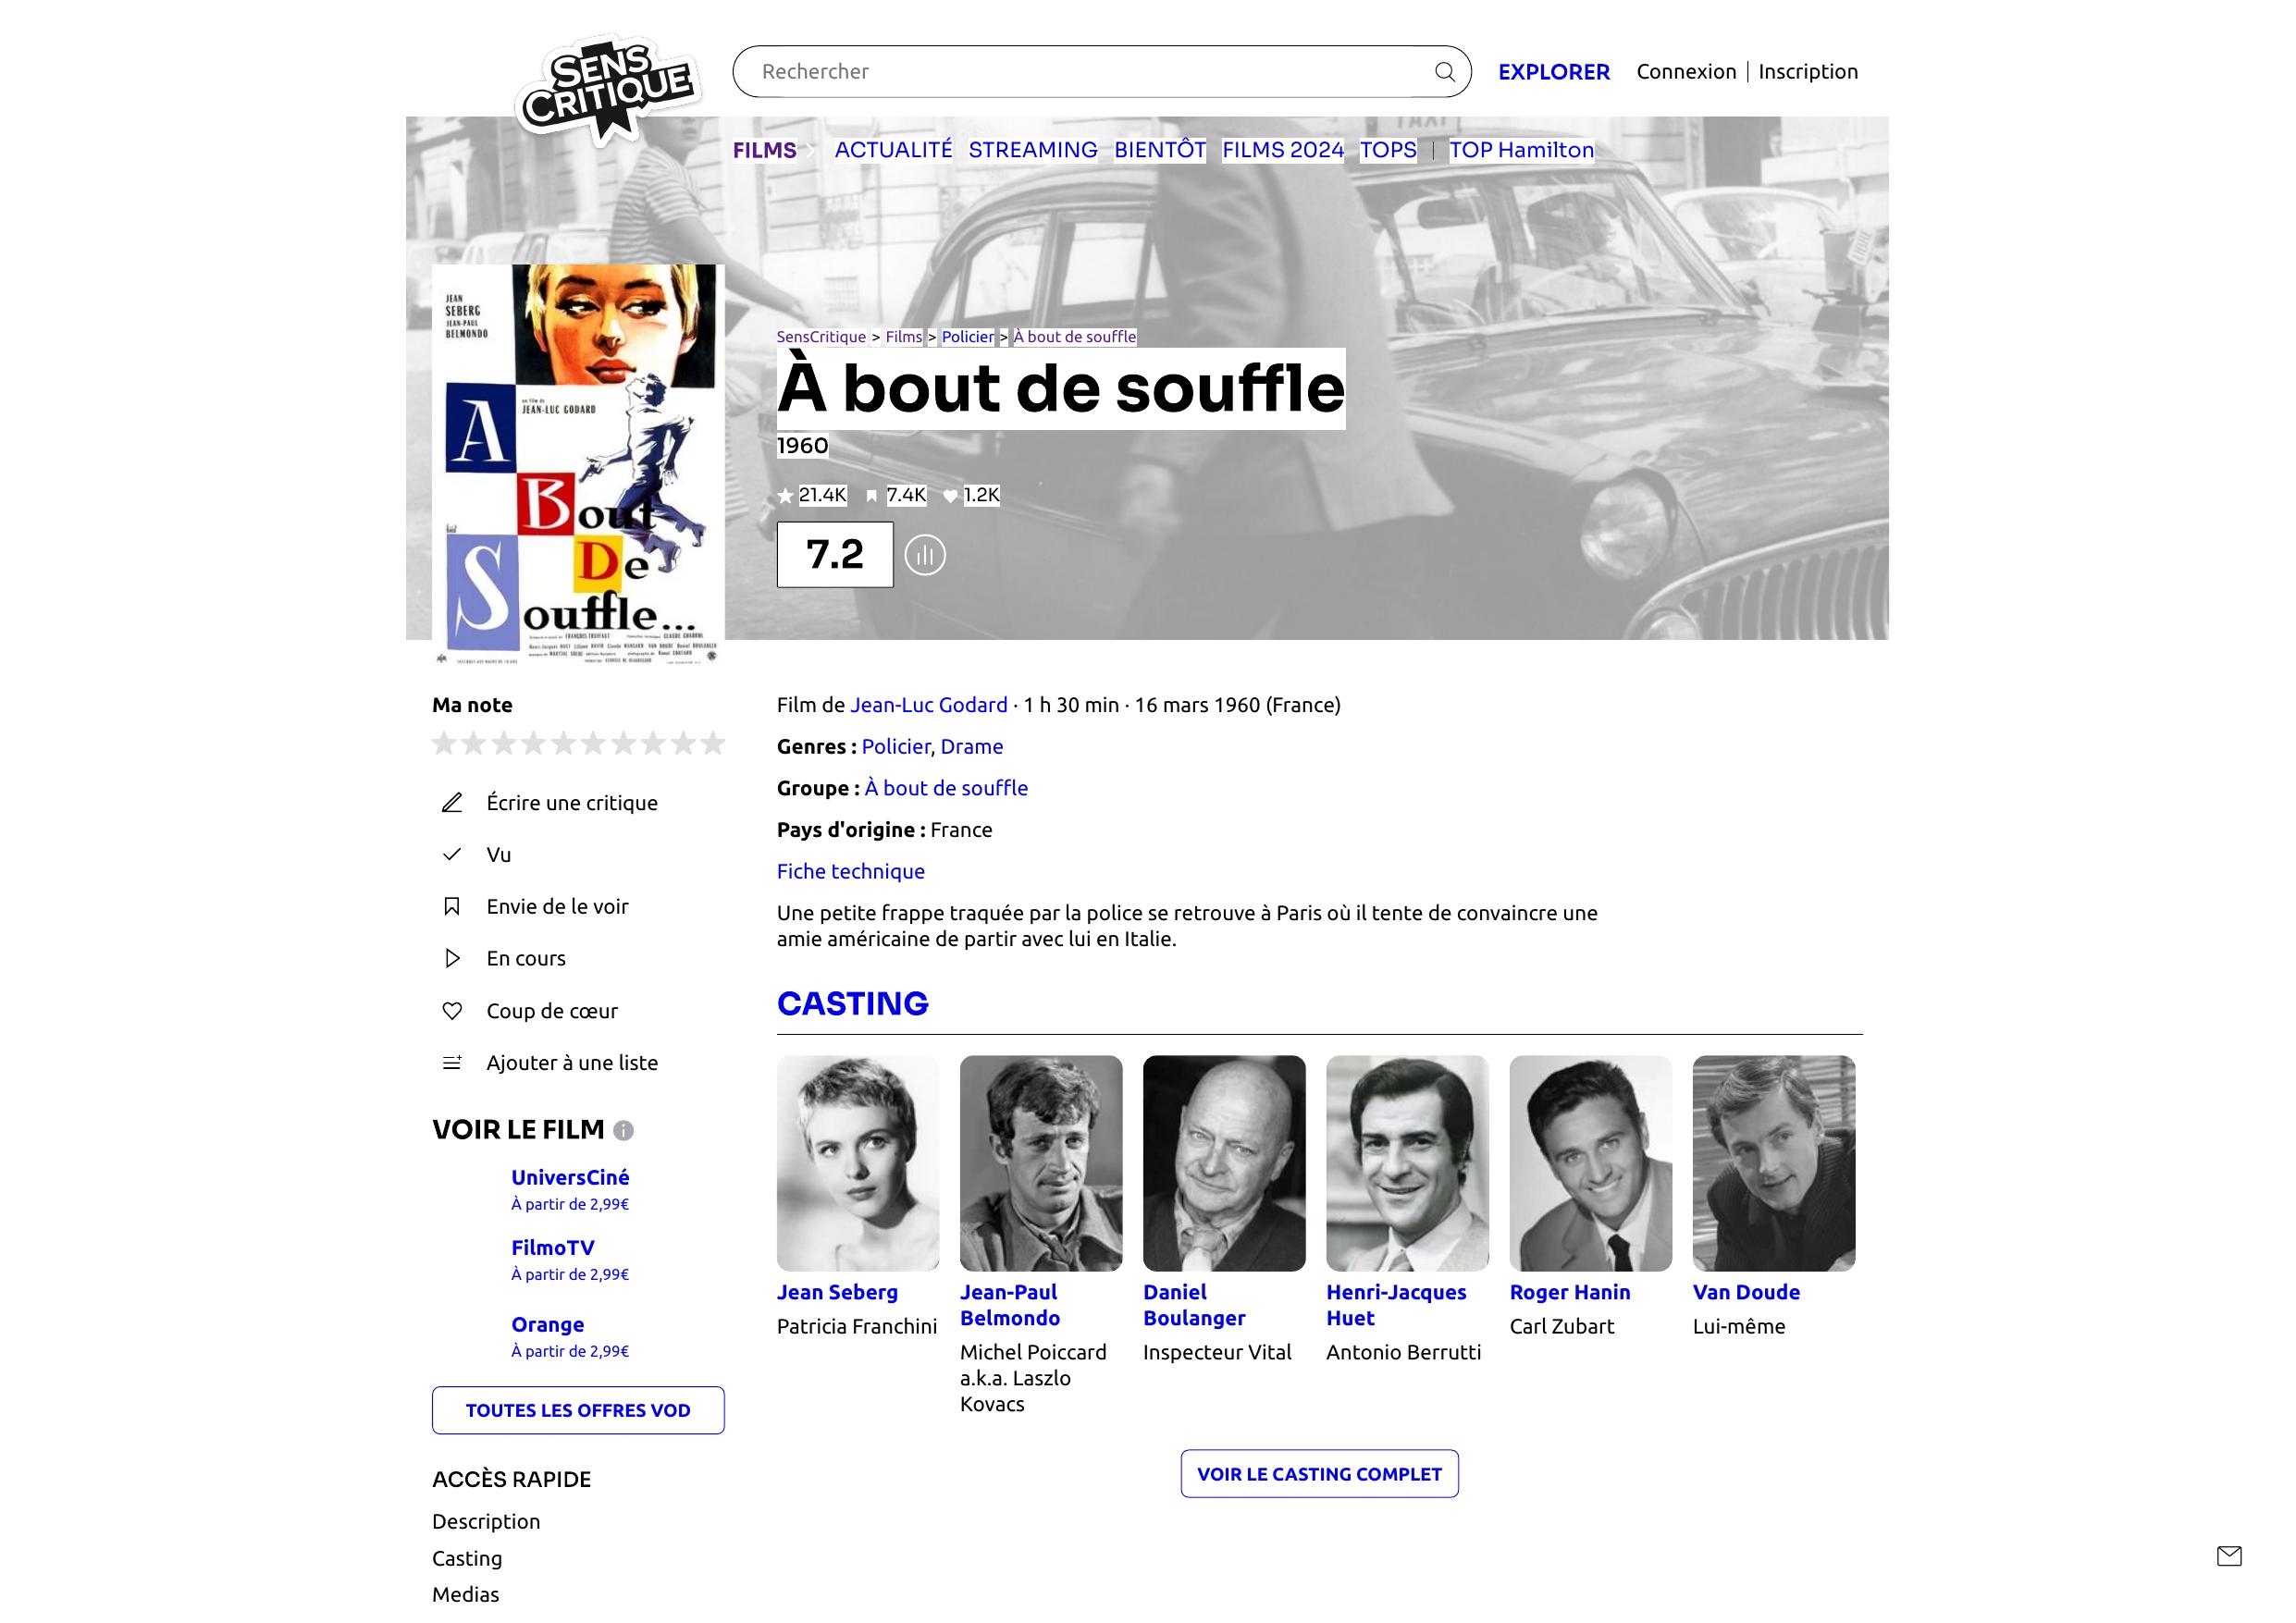 SENS
CRITIQUE
Rechercher
EXPLORER
Connexion | Inscription
FILMS
ACTUALITÉ STREAMING BIENTÔT FILMS 2024 TOPS | TOP Hamilton
TAXI
JEAN
SEBERG
JEAN-PAUL
BELMONDO
un film de
JEAN-LUC GODARD
A
Bout
De
Souffle...
SensCritique > Films > Policier > À bout de souffle
À bout de souffle
1960
21.4K 7.4K 1.2K
7.2
Ma note
Écrire une critique
Vu
Envie de le voir
En cours
Coup de cœur
Ajouter à une liste
VOIR LE FILM
UniversCiné
À partir de 2,99€
FilmoTV
À partir de 2,99€
Orange
À partir de 2,99€
TOUTES LES OFFRES VOD
ACCÈS RAPIDE
Description
Casting
Medias
Film de Jean-Luc Godard · 1 h 30 min · 16 mars 1960 (France)
Genres : Policier, Drame
Groupe : À bout de souffle
Pays d'origine : France
Fiche technique
Une petite frappe traquée par la police se retrouve à Paris où il tente de convaincre une
amie américaine de partir avec lui en Italie.
CASTING
Jean Seberg
Patricia Franchini
Jean-Paul
Belmondo
Michel Poiccard
a.k.a. Laszlo
Kovacs
Daniel
Boulanger
Inspecteur Vital
Henri-Jacques
Huet
Antonio Berrutti
Roger Hanin
Carl Zubart
Van Doude
Lui-même
VOIR LE CASTING COMPLET